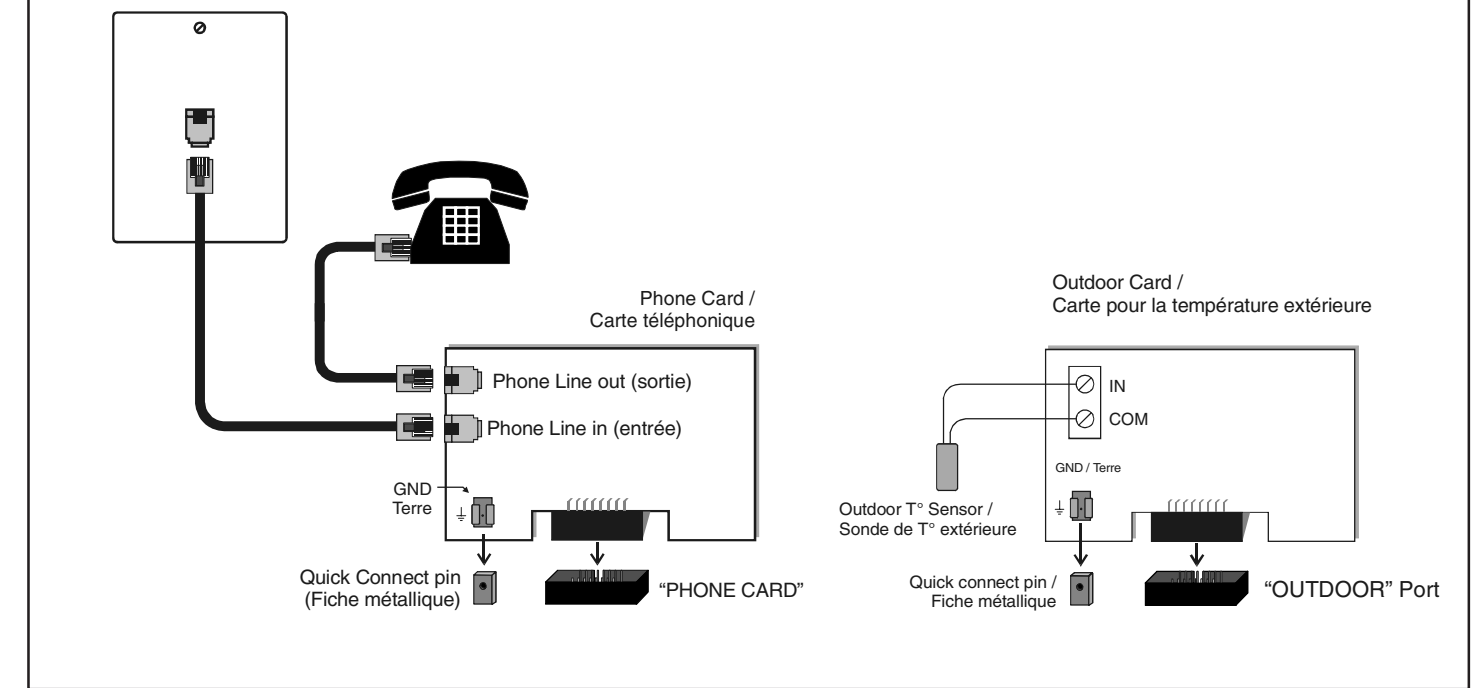 Phone Card /
Carte téléphonique
Phone Line out (sortie)
Phone Line in (entrée)
GND
Terre
Quick Connect pin
(Fiche métallique)
“PHONE CARD”
Outdoor Card /
Carte pour la température extérieure
IN
COM
GND / Terre
Outdoor T° Sensor /
Sonde de T° extérieure
Quick connect pin /
Fiche métallique
“OUTDOOR” Port